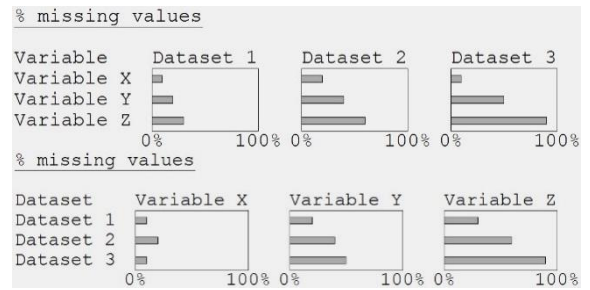 % missing values
Variable Dataset 1 Dataset 2 Dataset 3
Variable X
Variable Y
Variable Z
0% 100% 0% 100% 0% 100%
% missing values
Dataset Variable X Variable Y Variable Z
Dataset 1
Dataset 2
Dataset 3
0% 100% 0% 100% 0% 100%